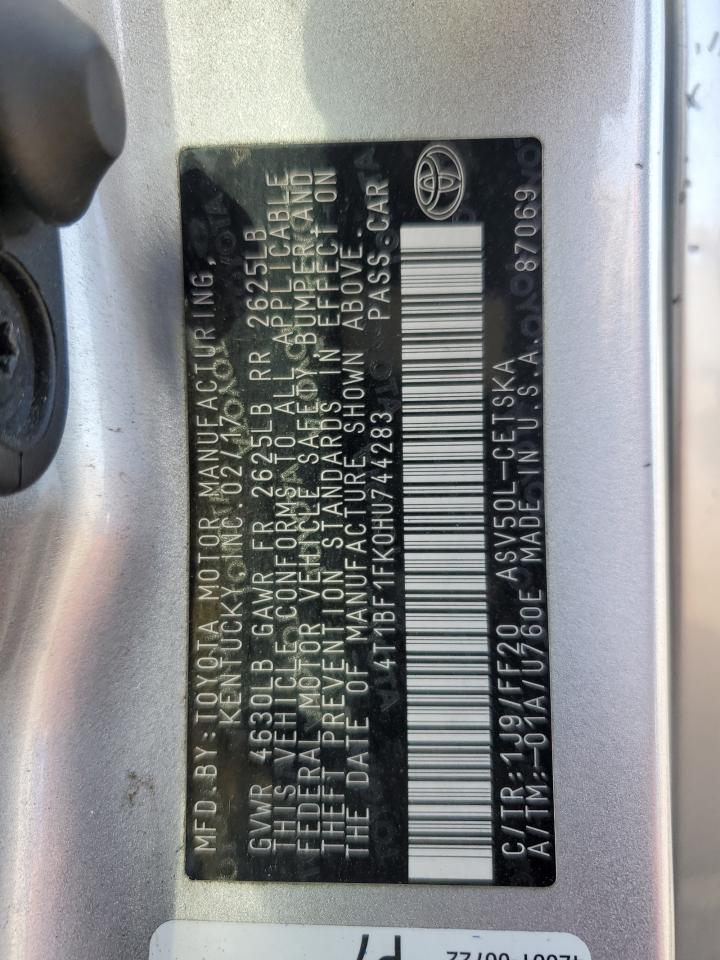 MFD.BY:TOYOTA MOTOR MANUFACTURING,
KENTUCKY, INC. 02/17
GVWR 4630LB GAWR FR 2625LB RR 2625LB
THIS VEHICLE CONFORMS TO ALL APPLICABLE
FEDERAL MOTOR VEHICLE SAFETY, BUMPER,AND
THEFT PREVENTION STANDARDS IN EFFECT ON
THE DATE OF MANUFACTURE SHOWN ABOVE.
4T1BF1FK0HU744283 PASS.CAR
C/TR:1J9/FF20 ASV50L-CETSKA
A/TM:-01A/U760E MADE IN U.S.A. 87069